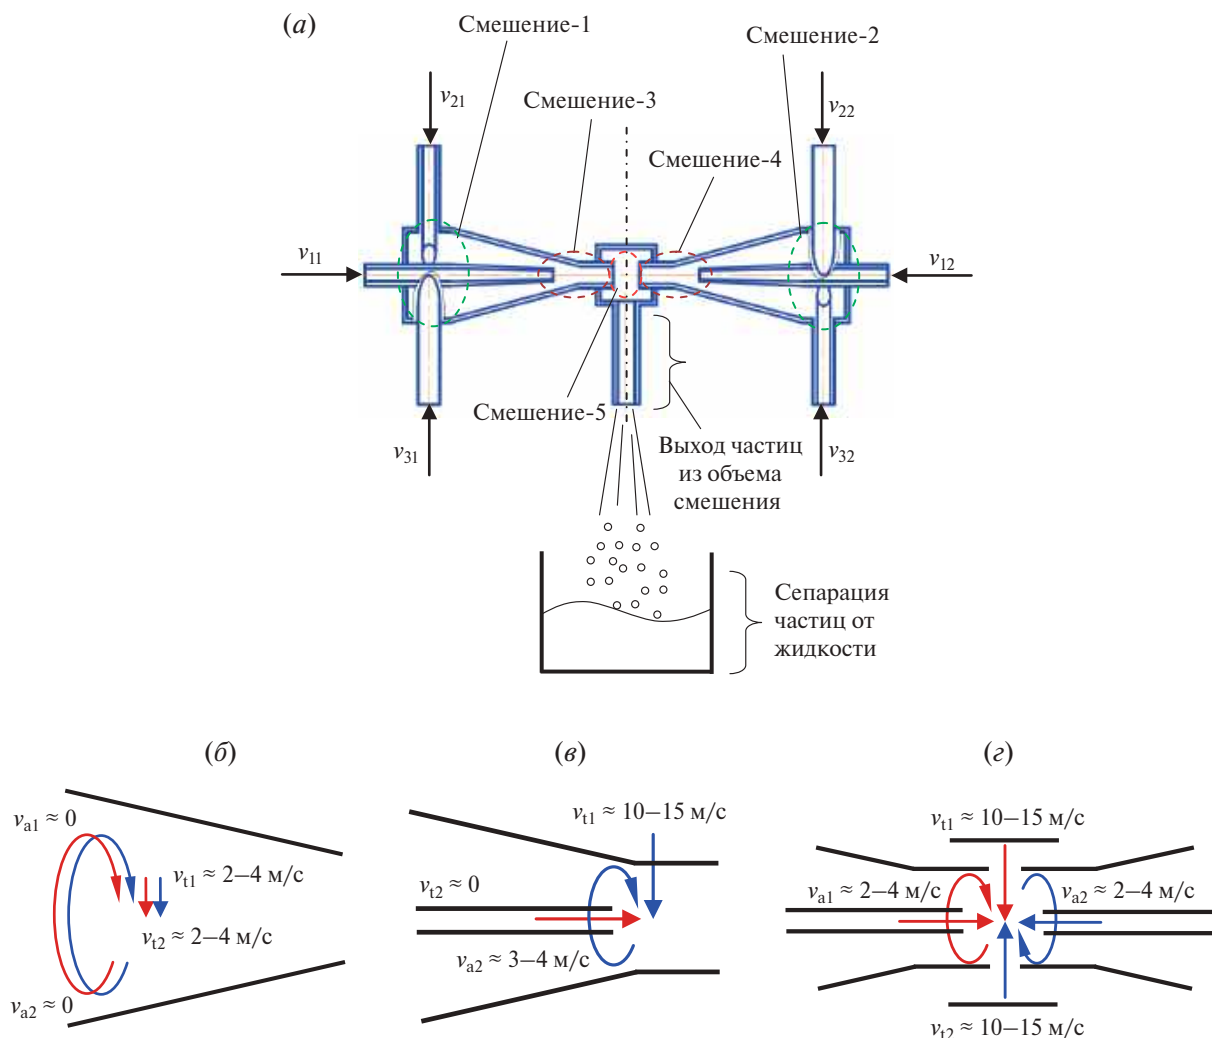 (а)
Смешение-1
Смешение-2
Смешение-3
Смешение-4
v21
v22
v11
v12
v31
v32
Смешение-5
Выход частиц
из объема
смешения
Сепарация
частиц от
жидкости
(б)
va1 ≈ 0
vt1 ≈ 2–4 м/с
vt2 ≈ 2–4 м/с
va2 ≈ 0
(в)
vt1 ≈ 10–15 м/с
vt2 ≈ 0
va2 ≈ 3–4 м/с
(г)
vt1 ≈ 10–15 м/с
va1 ≈ 2–4 м/с
va2 ≈ 2–4 м/с
vt2 ≈ 10–15 м/с